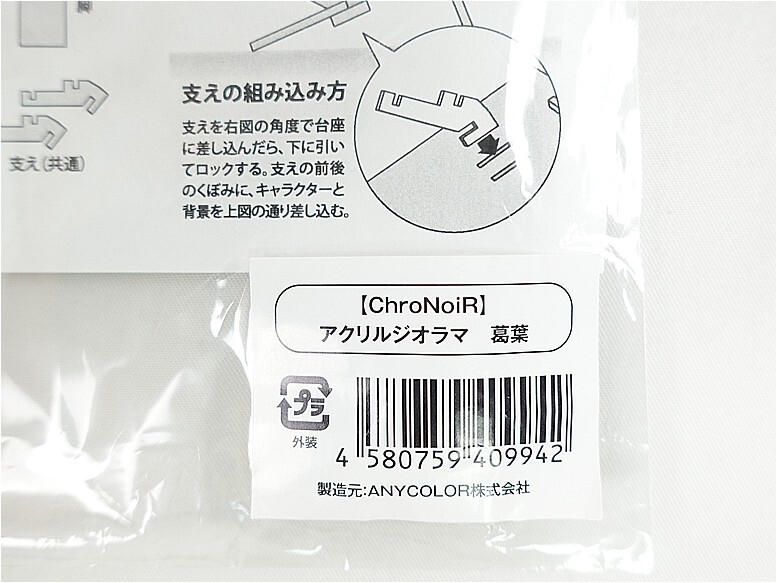 脚
支えの組み込み方
支えを右図の角度で台座
に差し込んだら、下に引い
てロックする。支えの前後
のくぼみに、キャラクターと
背景を上図の通り差し込む。
支え(共通)
【ChroNoiR】
アクリルジオラマ 葛葉
プラ
外装
4 580759 409942
製造元:ANYCOLOR株式会社